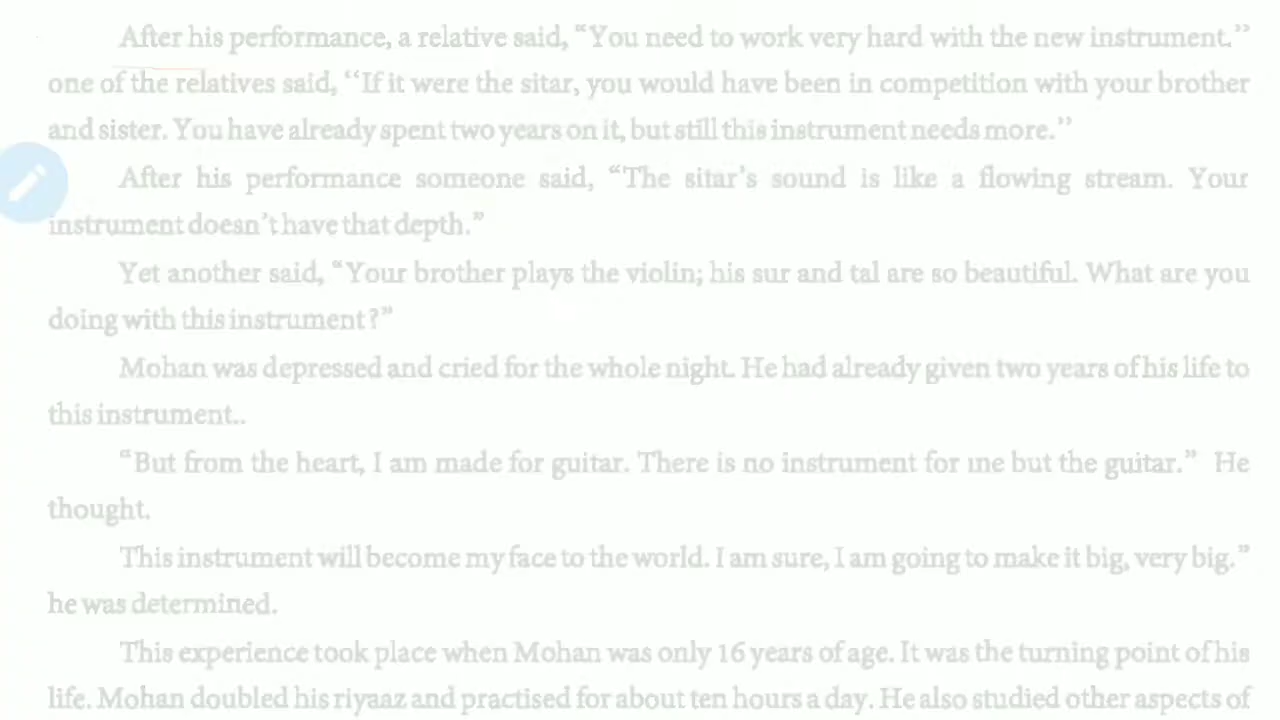 After his performance, a relative said, “You need to work very hard with the new instrument.’’
one of the relatives said, ‘‘If it were the sitar, you would have been in competition with your brother
and sister. You have already spent two years on it, but still this instrument needs more.’’
After his performance someone said, “The sitar’s sound is like a flowing stream. Your
instrument doesn’t have that depth.”
Yet another said, “Your brother plays the violin; his sur and tal are so beautiful. What are you
doing with this instrument?”
Mohan was depressed and cried for the whole night. He had already given two years of his life to
this instrument..
“But from the heart, I am made for guitar. There is no instrument for me but the guitar.” He
thought.
This instrument will become my face to the world. I am sure, I am going to make it big, very big.”
he was determined.
This experience took place when Mohan was only 16 years of age. It was the turning point of his
life. Mohan doubled his riyaaz and practised for about ten hours a day. He also studied other aspects of